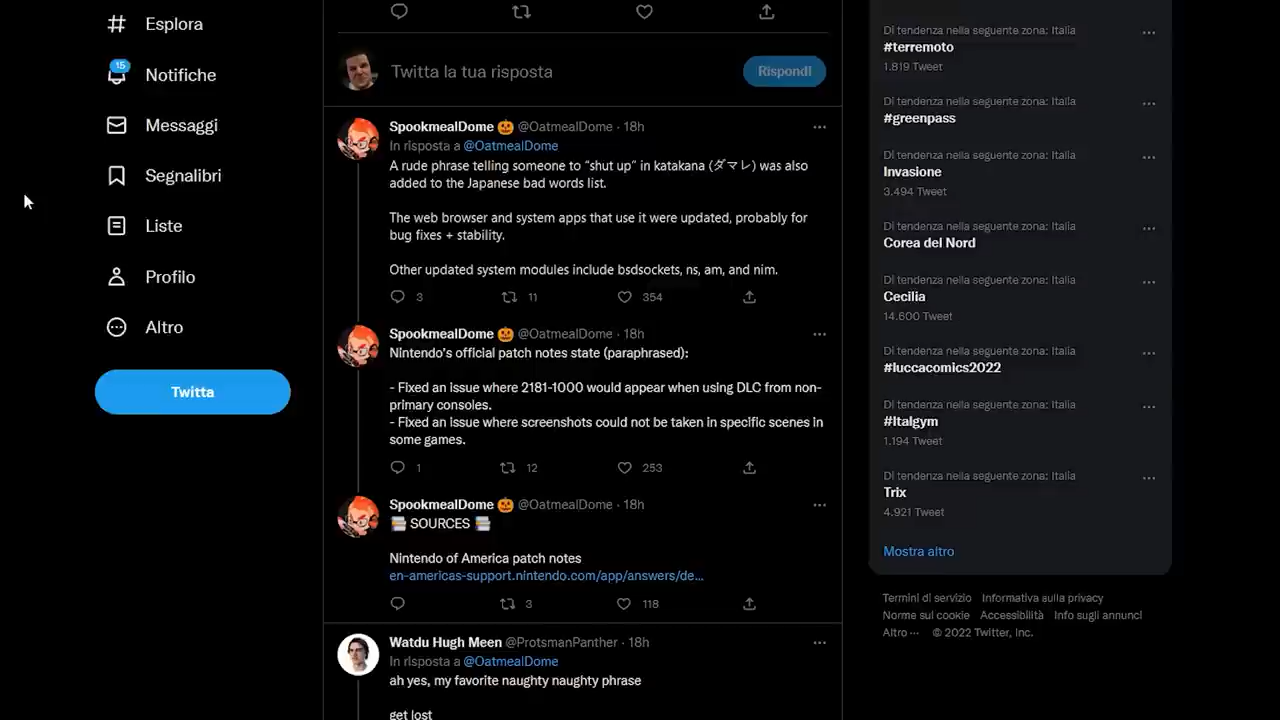 Esplora
15
Notifiche
Messaggi
Segnalibri
Liste
Profilo
Altro
Twitta
Twitta la tua risposta
Rispondi
SpookmealDome 🎃 @OatmealDome · 18h
In risposta a @OatmealDome
A rude phrase telling someone to “shut up” in katakana (ダマレ) was also
added to the Japanese bad words list.
The web browser and system apps that use it were updated, probably for
bug fixes + stability.
Other updated system modules include bsdsockets, ns, am, and nim.
3 11 354
SpookmealDome 🎃 @OatmealDome · 18h
Nintendo's official patch notes state (paraphrased):
- Fixed an issue where 2181-1000 would appear when using DLC from non-
primary consoles.
- Fixed an issue where screenshots could not be taken in specific scenes in
some games.
1 12 253
SpookmealDome 🎃 @OatmealDome · 18h
📚 SOURCES 📚
Nintendo of America patch notes
en-americas-support.nintendo.com/app/answers/de...
3 118
Watdu Hugh Meen @ProtsmanPanther · 18h
In risposta a @OatmealDome
ah yes, my favorite naughty naughty phrase
get lost
Di tendenza nella seguente zona: Italia
#terremoto
1.819 Tweet
Di tendenza nella seguente zona: Italia
#greenpass
Di tendenza nella seguente zona: Italia
Invasione
3.494 Tweet
Di tendenza nella seguente zona: Italia
Corea del Nord
Di tendenza nella seguente zona: Italia
Cecilia
14.600 Tweet
Di tendenza nella seguente zona: Italia
#luccacomics2022
Di tendenza nella seguente zona: Italia
#Italgym
1.194 Tweet
Di tendenza nella seguente zona: Italia
Trix
4.921 Tweet
Mostra altro
Termini di servizio Informativa sulla privacy
Norme sui cookie Accessibilità Info sugli annunci
Altro ··· © 2022 Twitter, Inc.